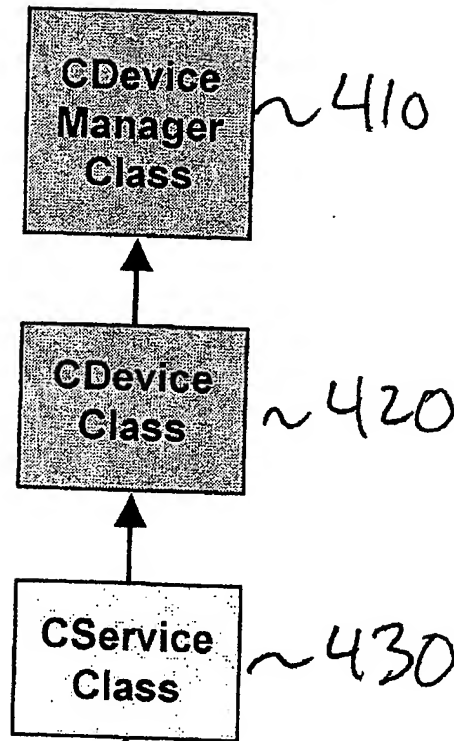 CDevice
Manager
Class
~410
CDevice
Class
~420
CService
Class
~430